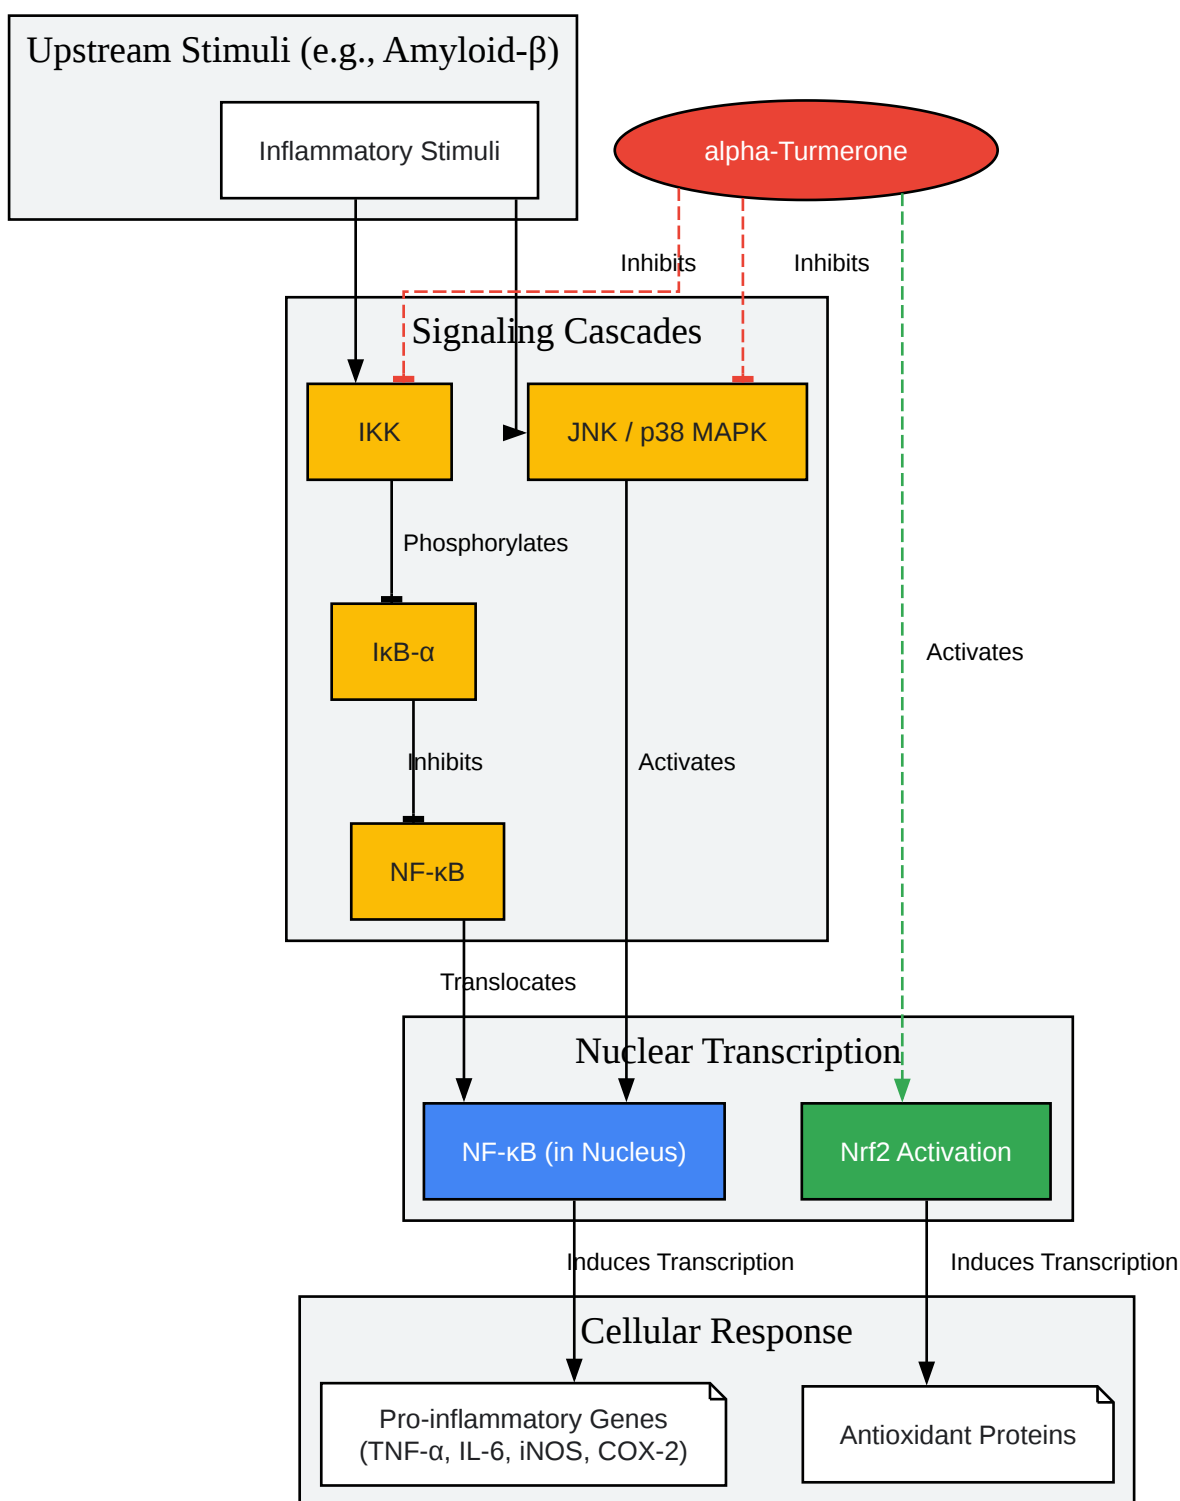 Upstream Stimuli (e.g., Amyloid-β)
Inflammatory Stimuli
alpha-Turmerone
Inhibits
Inhibits
Signaling Cascades
IKK
JNK / p38 MAPK
Phosphorylates
IκB-α
Activates
Inhibits
Activates
NF-κB
Translocates
Nuclear Transcription
NF-κB (in Nucleus)
Nrf2 Activation
Induces Transcription
Induces Transcription
Cellular Response
Pro-inflammatory Genes
(TNF-α, IL-6, iNOS, COX-2)
Antioxidant Proteins